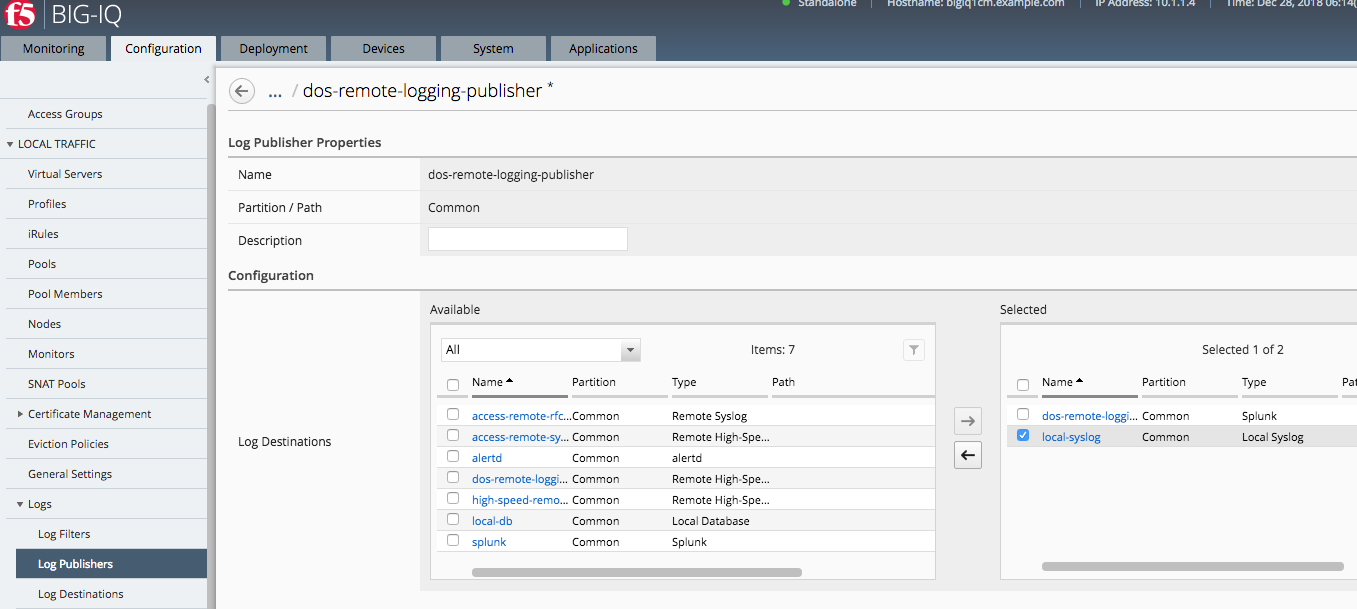 f5 BIG-IQ
Standalone Hostname: bigiq1cm.example.com IP Address: 10.1.1.4 Time: Dec 28, 2018 06:14
Monitoring Configuration Deployment Devices System Applications
... / dos-remote-logging-publisher *
Access Groups
LOCAL TRAFFIC
Virtual Servers
Profiles
iRules
Pools
Pool Members
Nodes
Monitors
SNAT Pools
Certificate Management
Eviction Policies
General Settings
Logs
Log Filters
Log Publishers
Log Destinations
Log Publisher Properties
Name dos-remote-logging-publisher
Partition / Path Common
Description
Configuration
Log Destinations
Available
All Items: 7
Name Partition Type Path
access-remote-rfc... Common Remote Syslog
access-remote-sy... Common Remote High-Spe...
alertd Common alertd
dos-remote-loggi... Common Remote High-Spe...
high-speed-remo... Common Remote High-Spe...
local-db Common Local Database
splunk Common Splunk
Selected
Selected 1 of 2
Name Partition Type Pat
dos-remote-loggi... Common Splunk
local-syslog Common Local Syslog